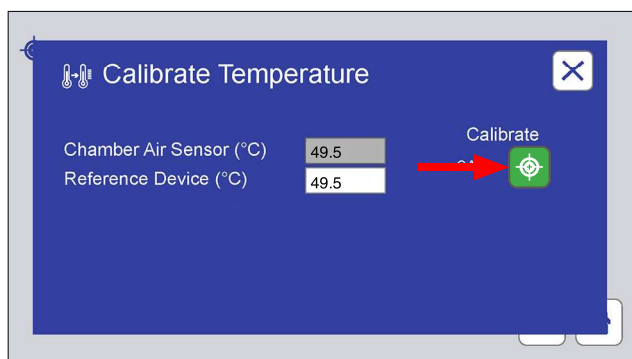 Calibrate Temperature
Calibrate
Chamber Air Sensor (°C) 49.5
Reference Device (°C) 49.5